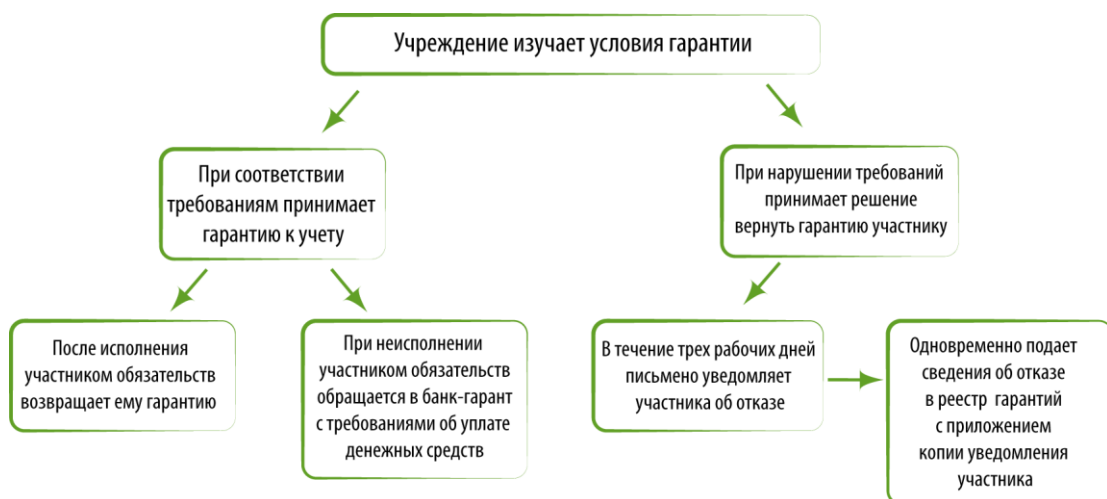 Учреждение изучает условия гарантии
При соответствии
требованиям принимает
гарантию к учету
При нарушении требований
принимает решение
вернуть гарантию участнику
После исполнения
участником обязательств
возвращает ему гарантию
При неисполнении
участником обязательств
обращается в банк-гарант
с требованиями об уплате
денежных средств
В течение трех рабочих дней
письмено уведомляет
участника об отказе
Одновременно подает
сведения об отказе
в реестр гарантий
с приложением
копии уведомления
участника